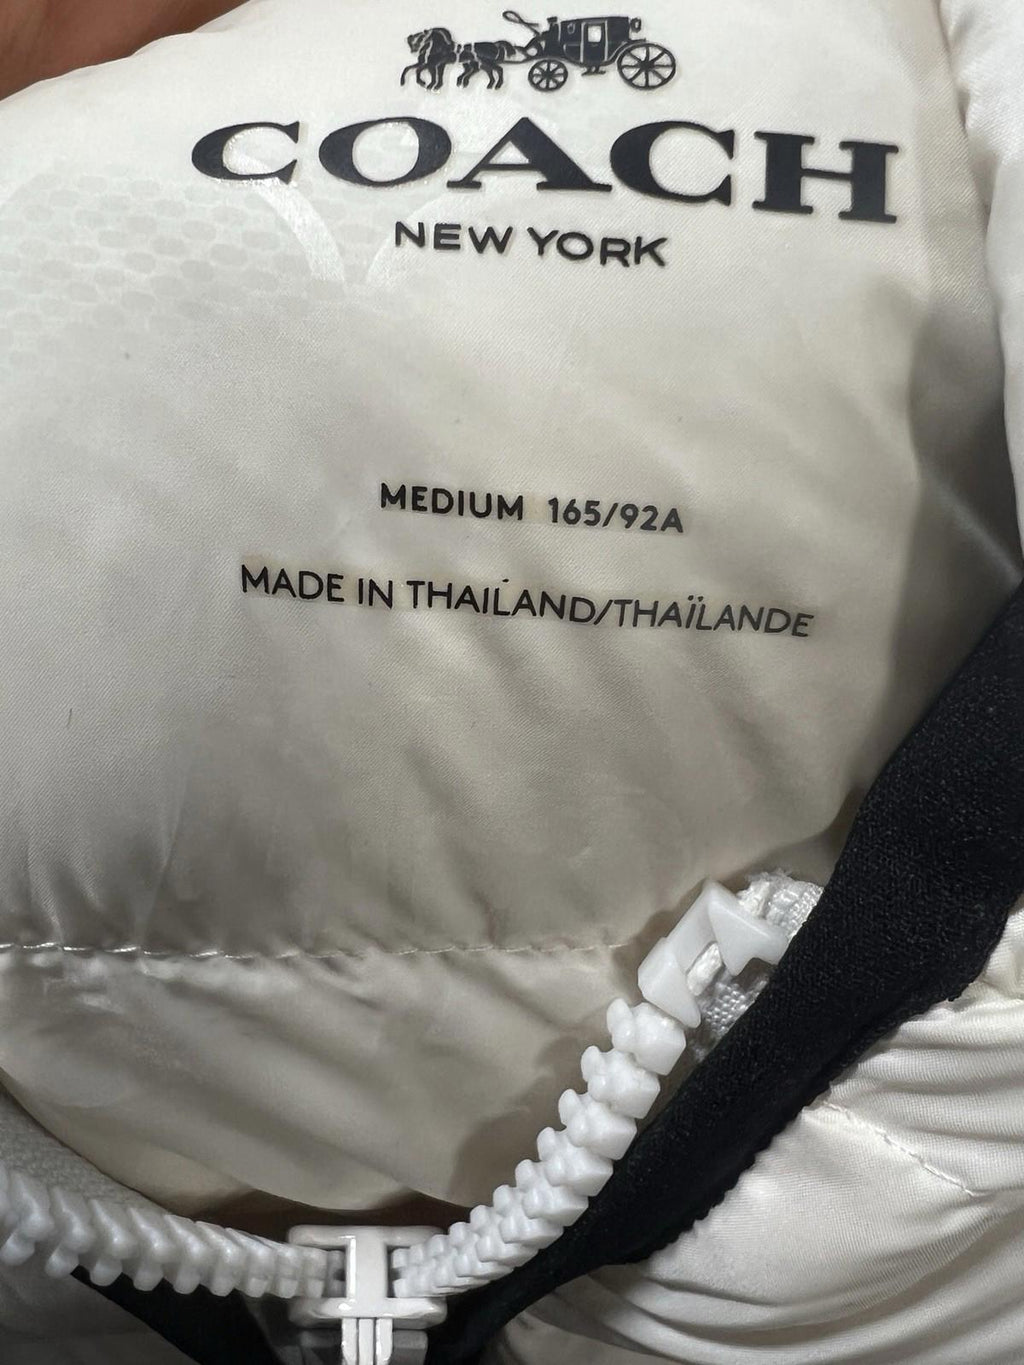 COACH
NEW YORK
MEDIUM 165/92A
MADE IN THAILAND/THAÏLANDE